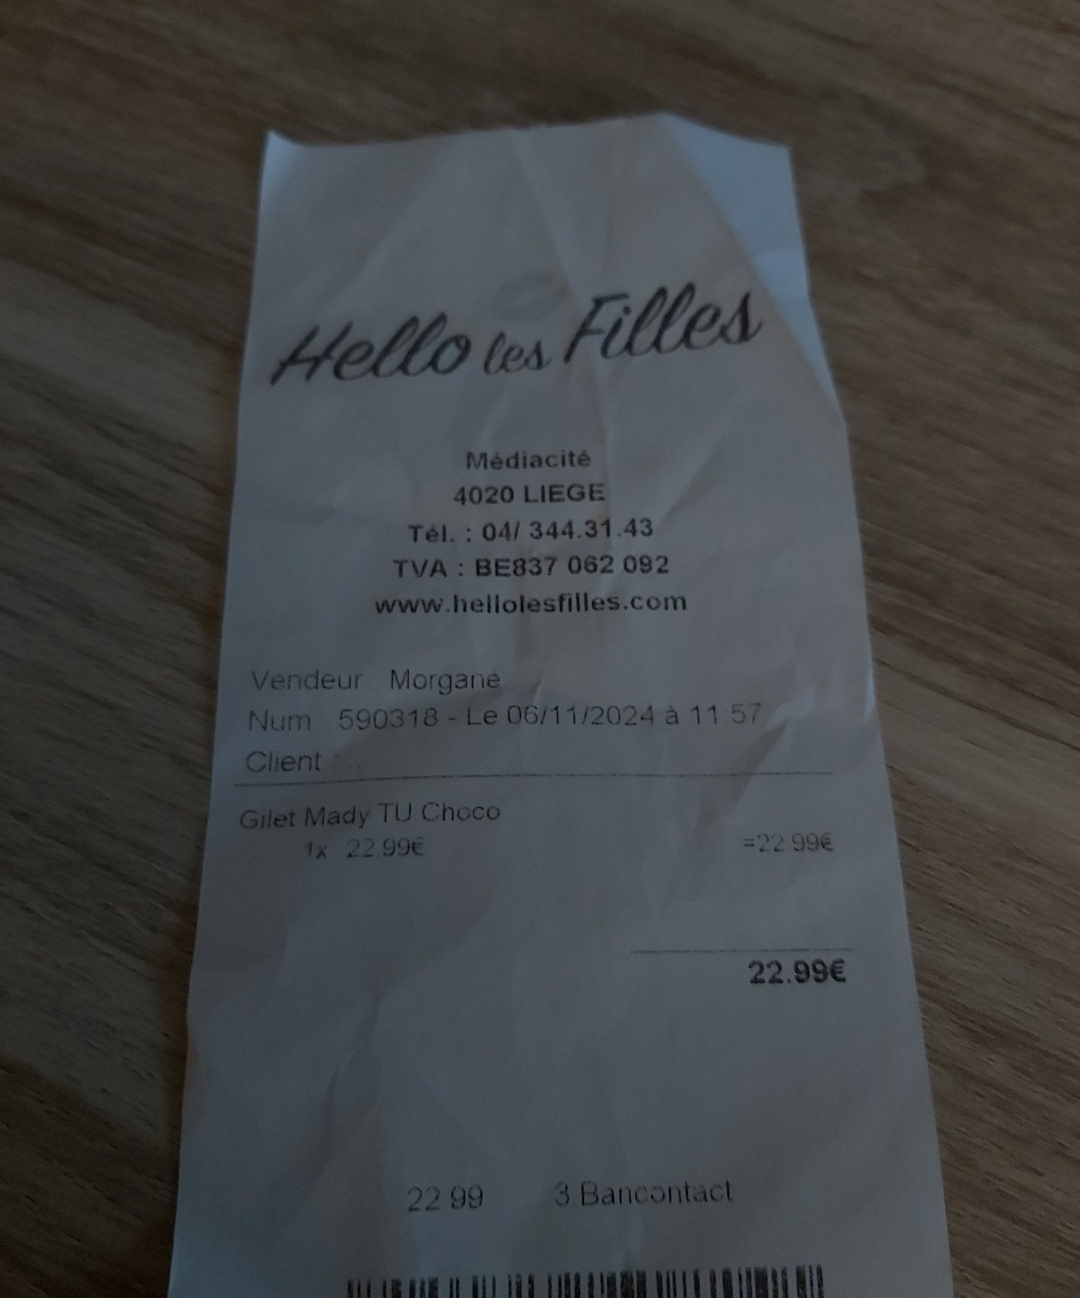 Hello les Filles
Médiacité
4020 LIEGE
Tél. : 04/ 344.31.43
TVA : BE837 062 092
www.hellolesfilles.com
Vendeur Morgane
Num : 590318 - Le 06/11/2024 à 11:57
Client :
Gilet Mady TU Choco
1x 22.99€ =22.99€
22.99€
22.99 3 Bancontact